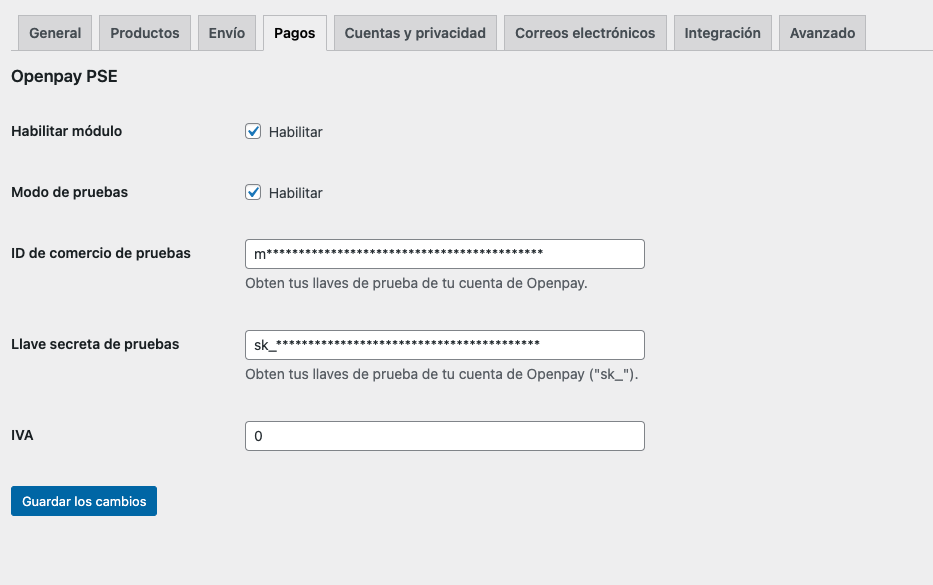 General Productos Envío Pagos Cuentas y privacidad Correos electrónicos Integración Avanzado
Openpay PSE
Habilitar módulo Habilitar
Modo de pruebas Habilitar
ID de comercio de pruebas m*******************************************
Obten tus llaves de prueba de tu cuenta de Openpay.
Llave secreta de pruebas sk_*****************************************
Obten tus llaves de prueba de tu cuenta de Openpay ("sk_").
IVA 0
Guardar los cambios